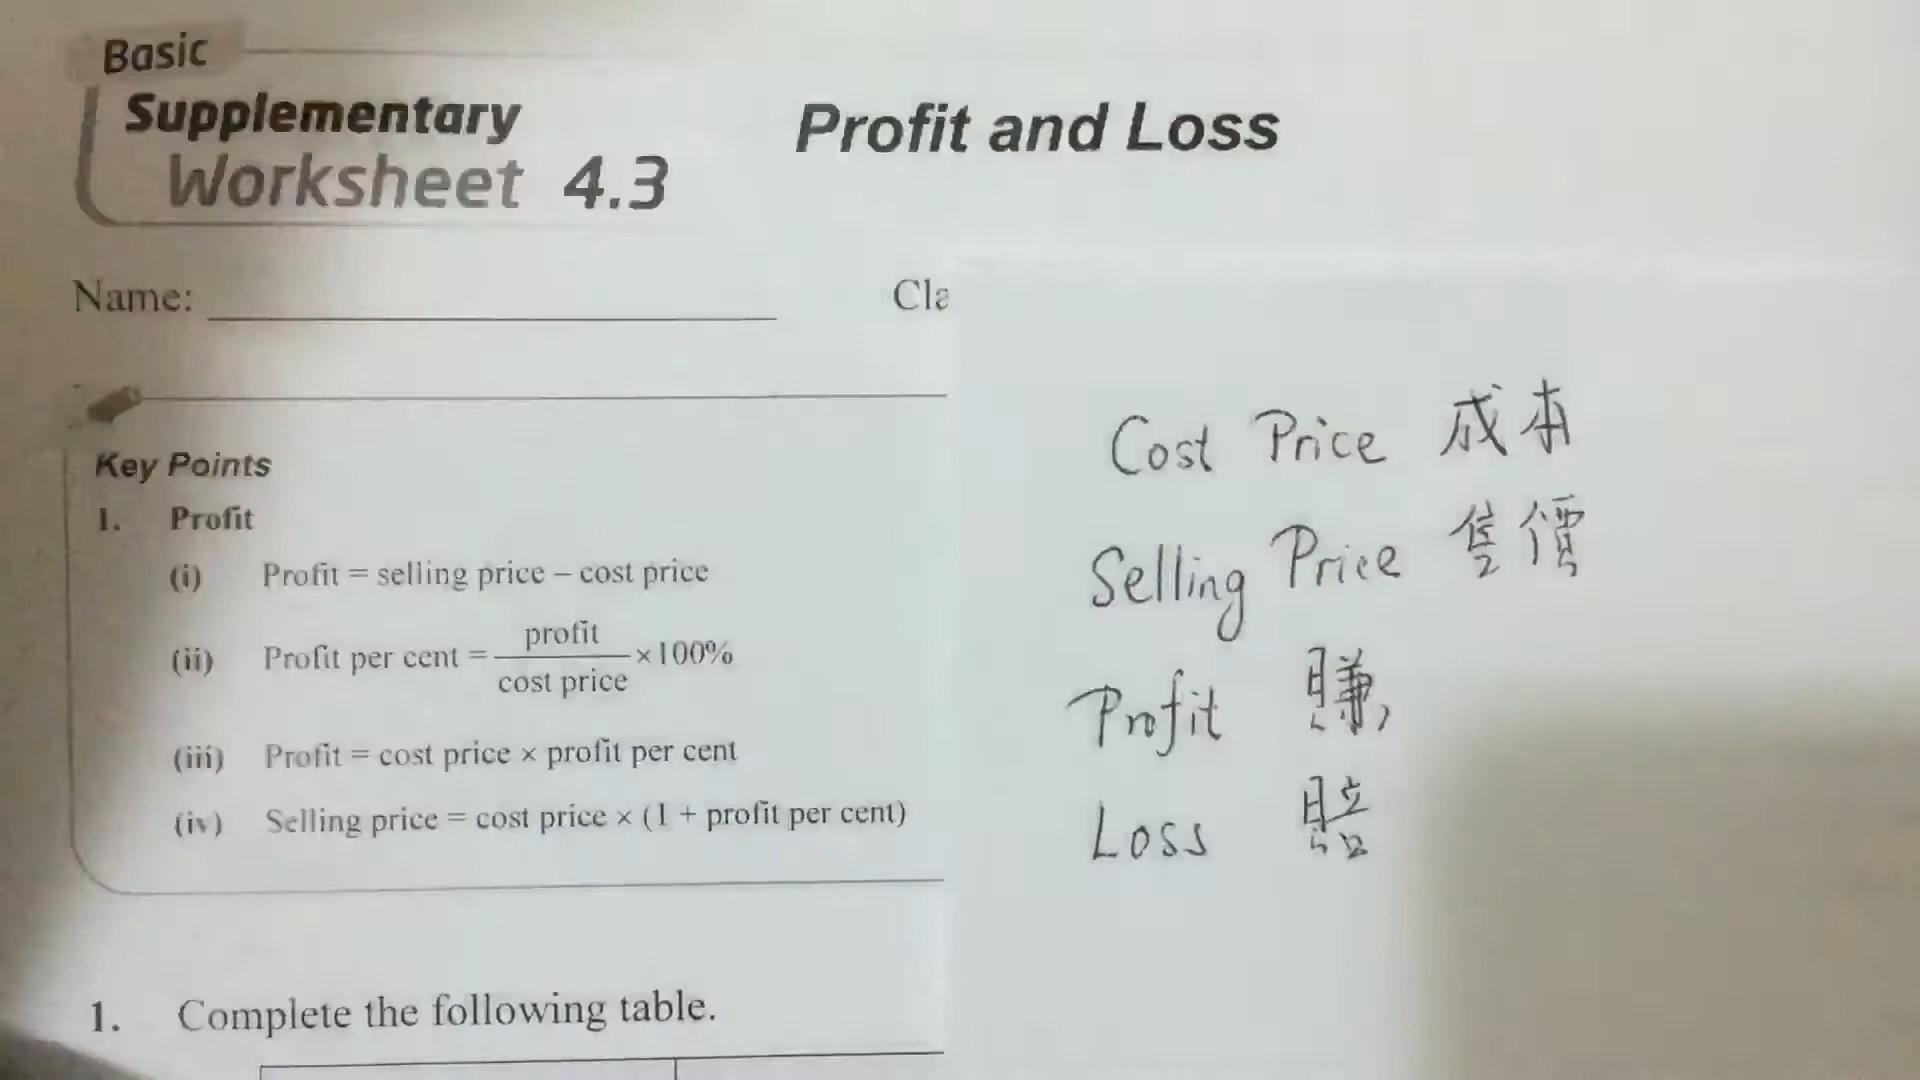 Basic
Supplementary
Worksheet 4.3
Profit and Loss
Name:
Cla
Key Points
1. Profit
(i) Profit = selling price – cost price
(ii) Profit per cent = profit / cost price × 100%
(iii) Profit = cost price × profit per cent
(iv) Selling price = cost price × (1 + profit per cent)
1. Complete the following table.
Cost Price 成本
Selling Price 售價
Profit 賺
Loss 賠